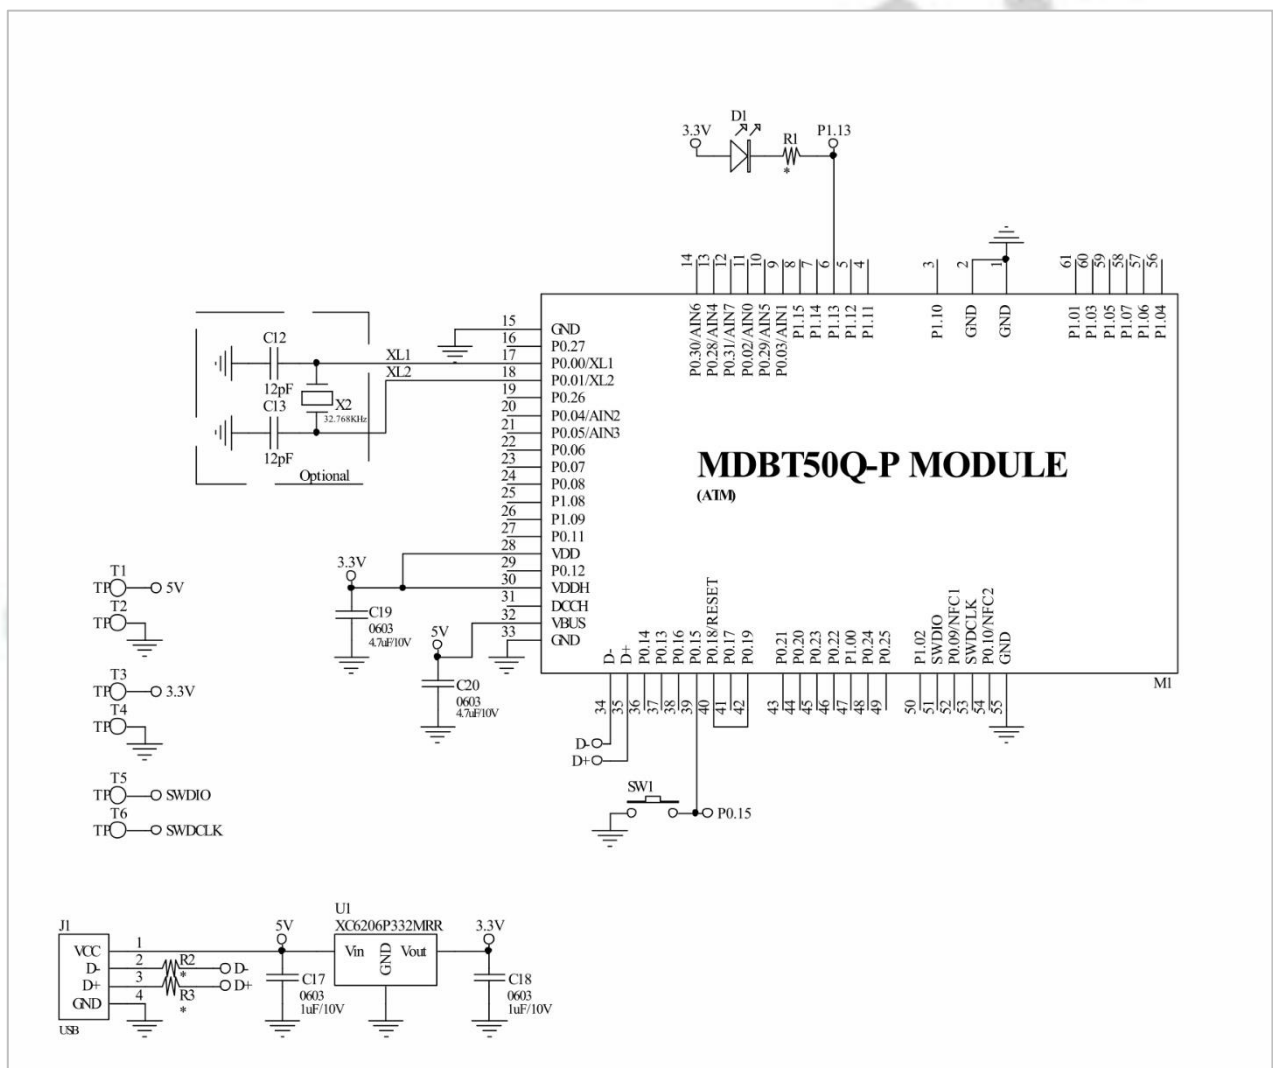 D1
3.3V
R1
*
P1.13
14
13
12
11
10
9
8
7
6
5
4
3
2
1
61
60
59
58
57
56
P0.30/AIN6
P0.28/AIN4
P0.31/AIN7
P0.02/AIN0
P0.29/AIN5
P0.03/AIN1
P1.15
P1.14
P1.13
P1.12
P1.11
P1.10
GND
GND
P1.01
P1.03
P1.05
P1.07
P1.06
P1.04
C12
12pF
C13
12pF
X2
32.768KHz
Optional
XL1
XL2
15 GND
16 P0.27
17 P0.00/XL1
18 P0.01/XL2
19 P0.26
20 P0.04/AIN2
21 P0.05/AIN3
22 P0.06
23 P0.07
24 P0.08
25 P1.08
26 P1.09
27 P0.11
28 VDD
29 P0.12
30 VDDH
31 DCCH
32 VBUS
33 GND
MDBT50Q-P MODULE
(ATM)
3.3V
C19
0603
4.7uF/10V
5V
C20
0603
4.7uF/10V
T1
TP 5V
T2
TP
T3
TP 3.3V
T4
TP
T5
TP SWDIO
T6
TP SWDCLK
D-
D+
P0.14
P0.13
P0.16
P0.15
P0.18/RESET
P0.17
P0.19
P0.21
P0.20
P0.23
P0.22
P1.00
P0.24
P0.25
P1.02
SWDIO
P0.09/NFC1
SWDCLK
P0.10/NFC2
GND
M1
34
35
36
37
38
39
40
41
42
43
44
45
46
47
48
49
50
51
52
53
54
55
D-
D+
SW1
P0.15
J1
VCC 1
D- 2
D+ 3
GND 4
USB
R2
*
R3
*
D-
D+
5V
C17
0603
1uF/10V
U1
XC6206P332MRR
Vin
GND
Vout
3.3V
C18
0603
1uF/10V